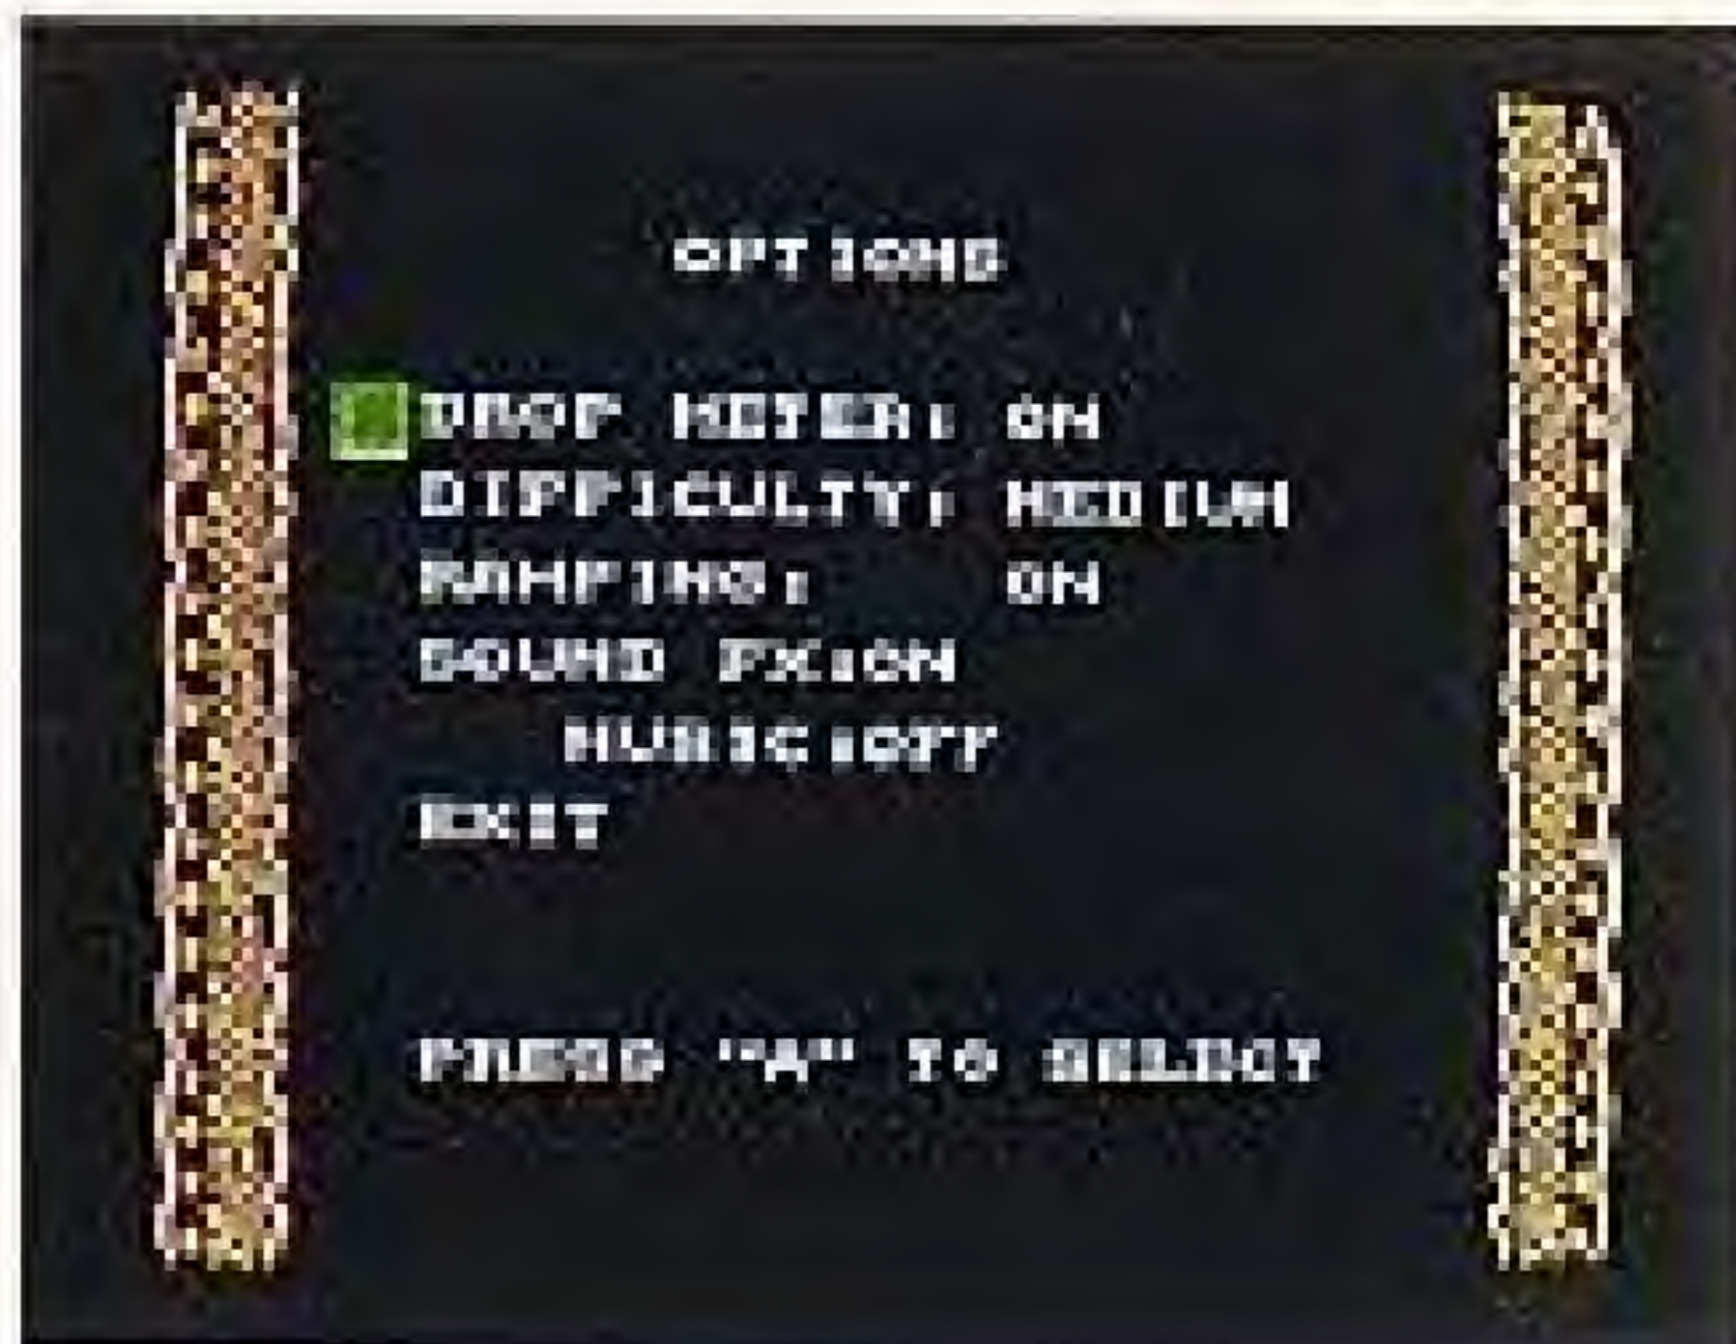 OPTIONS
DROP METER: ON
DIFFICULTY: MEDIUM
RAMPING: ON
SOUND FX:ON
MUSIC:OFF
EXIT
PRESS "A" TO SELECT